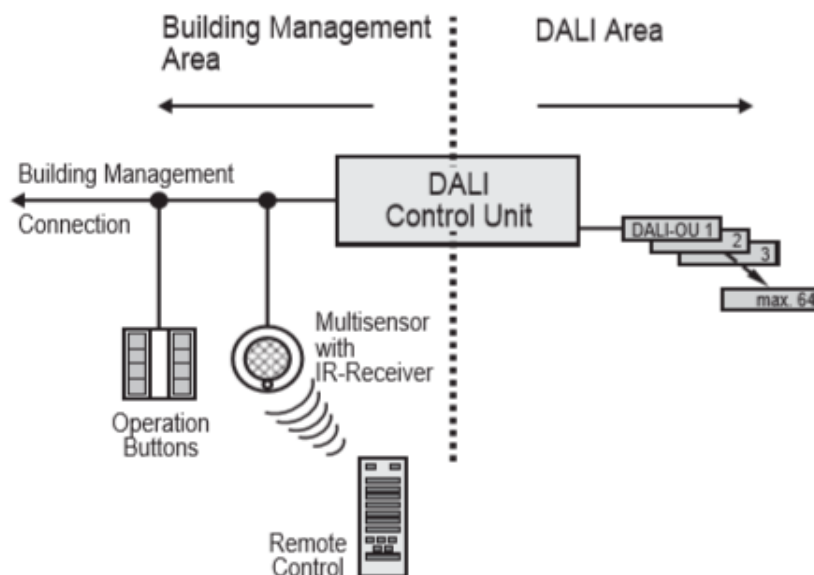 Building Management
Area
DALI Area
Building Management
Connection
DALI
Control Unit
DALI-OU 1
2
3
max. 64
Multisensor
with
IR-Receiver
Operation
Buttons
Remote
Control